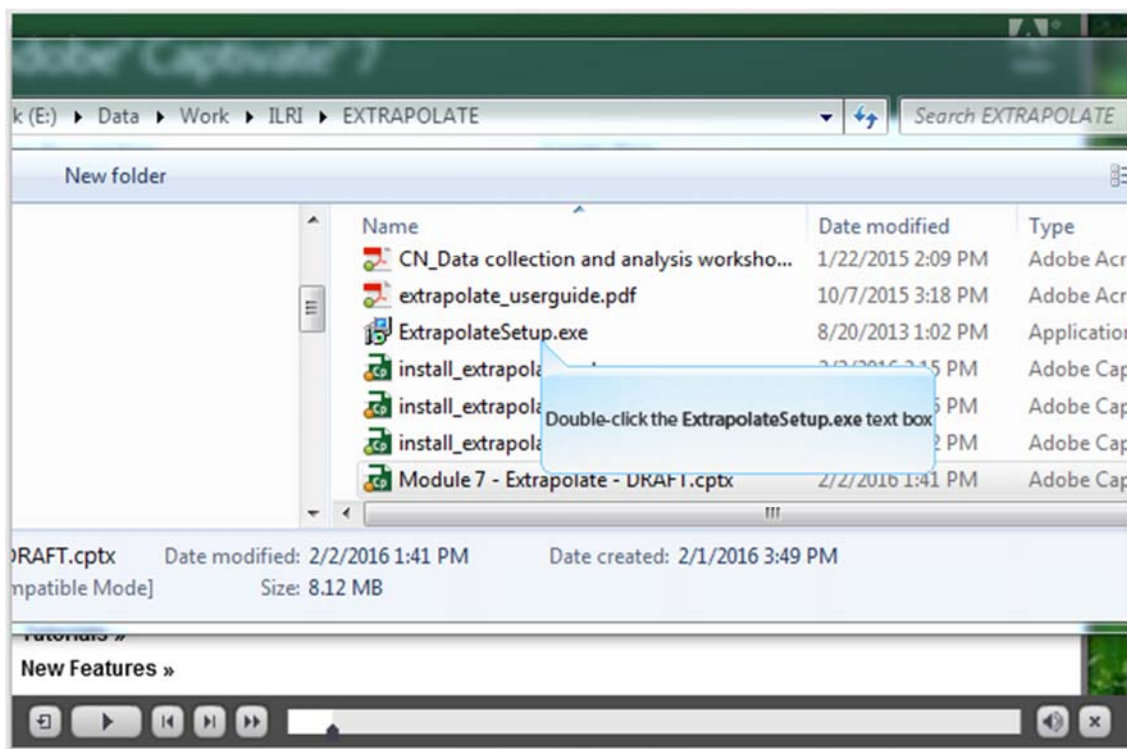 Adobe® Captivate® 7
k (E:) ▸ Data ▸ Work ▸ ILRI ▸ EXTRAPOLATE Search EXTRAPOLATE
New folder
Name Date modified Type
CN_Data collection and analysis worksho... 1/22/2015 2:09 PM Adobe Acr
extrapolate_userguide.pdf 10/7/2015 3:18 PM Adobe Acr
ExtrapolateSetup.exe 8/20/2013 1:02 PM Application
install_extrapola PM Adobe Cap
install_extrapola PM Adobe Cap
install_extrapola PM Adobe Cap
Double-click the ExtrapolateSetup.exe text box
Module 7 - Extrapolate - DRAFT.cptx 2/2/2016 1:41 PM Adobe Cap
DRAFT.cptx Date modified: 2/2/2016 1:41 PM Date created: 2/1/2016 3:49 PM
mpatible Mode] Size: 8.12 MB
Tutorials »
New Features »